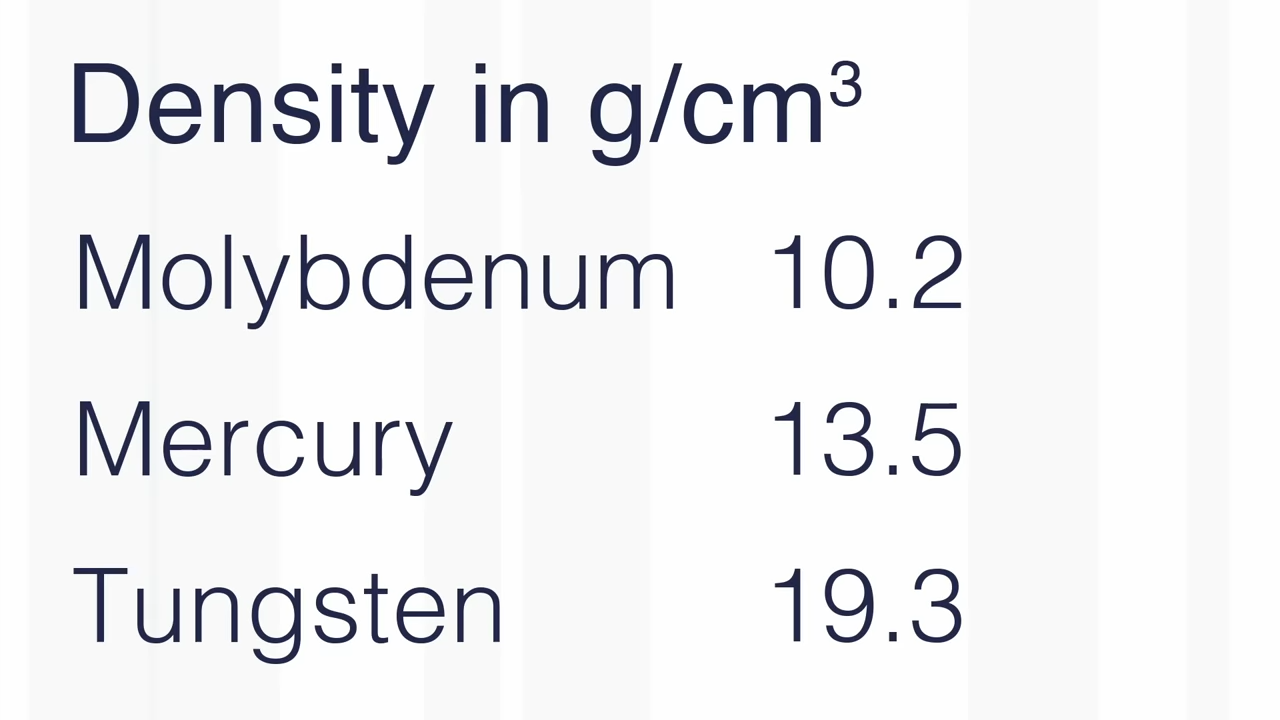 Density in g/cm³
Molybdenum 10.2
Mercury 13.5
Tungsten 19.3